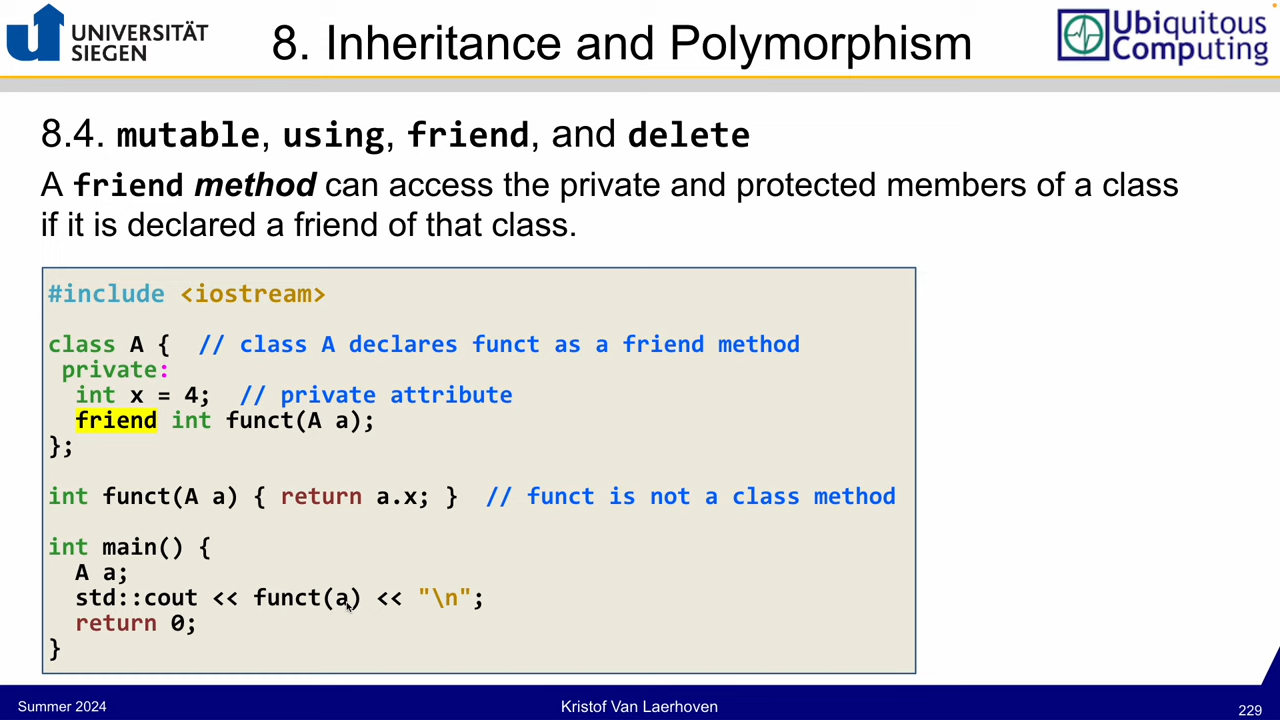 UNIVERSITÄT
SIEGEN
8. Inheritance and Polymorphism
Ubiquitous
Computing
8.4. mutable, using, friend, and delete
A friend method can access the private and protected members of a class
if it is declared a friend of that class.
#include <iostream>
class A {  // class A declares funct as a friend method
 private:
  int x = 4;  // private attribute
  friend int funct(A a);
};
int funct(A a) { return a.x; }  // funct is not a class method
int main() {
  A a;
  std::cout << funct(a) << "\n";
  return 0;
}
Summer 2024
Kristof Van Laerhoven
229